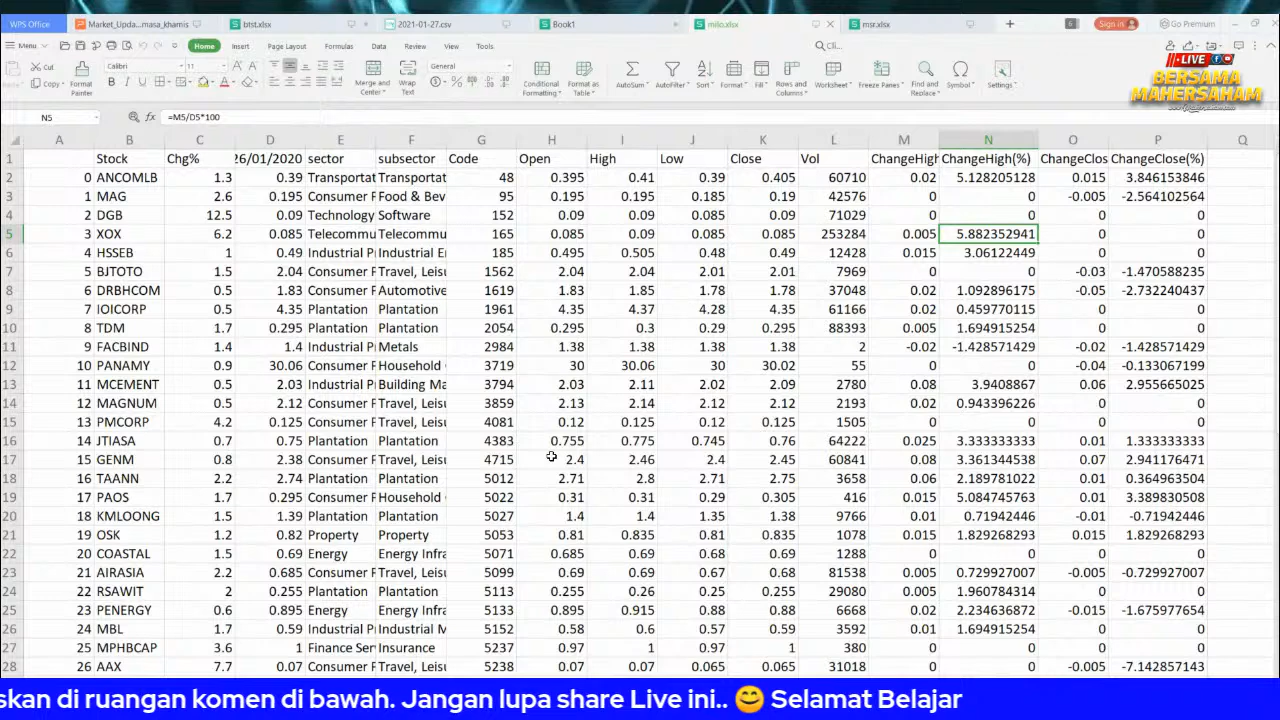 WPS Office Market_Upda...masa_khamis btst.xlsx 2021-01-27.csv Book1 milo.xlsx msr.xlsx 6 Sign in Go Premium
Menu Home Insert Page Layout Formulas Data Review View Tools Cli...
Cut Copy Format Painter Calibri 11 B I U A Merge and Center Wrap Text General Conditional Formatting Format as Table AutoSum AutoFilter Sort Format Fill Rows and Columns Worksheet Freeze Panes Find and Replace Symbol Settings
LIVE
BERSAMA
MAHERSAHAM
N5 fx =M5/D5*100
A B C D E F G H I J K L M N O P Q
1 Stock Chg% 26/01/2020 sector subsector Code Open High Low Close Vol ChangeHigh ChangeHigh(%) ChangeClos ChangeClose(%)
2 0 ANCOMLB 1.3 0.39 Transportat Transportat 48 0.395 0.41 0.39 0.405 60710 0.02 5.128205128 0.015 3.846153846
3 1 MAG 2.6 0.195 Consumer F Food & Bev 95 0.195 0.195 0.185 0.19 42576 0 0 -0.005 -2.564102564
4 2 DGB 12.5 0.09 Technology Software 152 0.09 0.09 0.085 0.09 71029 0 0 0 0
5 3 XOX 6.2 0.085 Telecommu Telecommu 165 0.085 0.09 0.085 0.085 253284 0.005 5.882352941 0 0
6 4 HSSEB 1 0.49 Industrial P Industrial E 185 0.495 0.505 0.48 0.49 12428 0.015 3.06122449 0 0
7 5 BJTOTO 1.5 2.04 Consumer F Travel, Leisu 1562 2.04 2.04 2.01 2.01 7969 0 0 -0.03 -1.470588235
8 6 DRBHCOM 0.5 1.83 Consumer F Automotive 1619 1.83 1.85 1.78 1.78 37048 0.02 1.092896175 -0.05 -2.732240437
9 7 IOICORP 0.5 4.35 Plantation Plantation 1961 4.35 4.37 4.28 4.35 61166 0.02 0.459770115 0 0
10 8 TDM 1.7 0.295 Plantation Plantation 2054 0.295 0.3 0.29 0.295 88393 0.005 1.694915254 0 0
11 9 FACBIND 1.4 1.4 Industrial P Metals 2984 1.38 1.38 1.38 1.38 2 -0.02 -1.428571429 -0.02 -1.428571429
12 10 PANAMY 0.9 30.06 Consumer F Household 3719 30 30.06 30 30.02 55 0 0 -0.04 -0.133067199
13 11 MCEMENT 0.5 2.03 Industrial P Building Ma 3794 2.03 2.11 2.02 2.09 2780 0.08 3.9408867 0.06 2.955665025
14 12 MAGNUM 0.5 2.12 Consumer F Travel, Leisu 3859 2.13 2.14 2.12 2.12 2193 0.02 0.943396226 0 0
15 13 PMCORP 4.2 0.125 Consumer F Food & Bev 4081 0.12 0.125 0.12 0.125 1505 0 0 0 0
16 14 JTIASA 0.7 0.75 Plantation Plantation 4383 0.755 0.775 0.745 0.76 64222 0.025 3.333333333 0.01 1.333333333
17 15 GENM 0.8 2.38 Consumer F Travel, Leisu 4715 2.4 2.46 2.4 2.45 60841 0.08 3.361344538 0.07 2.941176471
18 16 TAANN 2.2 2.74 Plantation Plantation 5012 2.71 2.8 2.71 2.75 3658 0.06 2.189781022 0.01 0.364963504
19 17 PAOS 1.7 0.295 Consumer F Household 5022 0.31 0.31 0.29 0.305 416 0.015 5.084745763 0.01 3.389830508
20 18 KMLOONG 1.5 1.39 Plantation Plantation 5027 1.4 1.4 1.35 1.38 9766 0.01 0.71942446 -0.01 -0.71942446
21 19 OSK 1.2 0.82 Property Property 5053 0.81 0.835 0.81 0.835 1078 0.015 1.829268293 0.015 1.829268293
22 20 COASTAL 1.5 0.69 Energy Energy Infra 5071 0.685 0.69 0.68 0.69 1288 0 0 0 0
23 21 AIRASIA 2.2 0.685 Consumer F Travel, Leisu 5099 0.69 0.69 0.67 0.68 81538 0.005 0.729927007 -0.005 -0.729927007
24 22 RSAWIT 2 0.255 Plantation Plantation 5113 0.255 0.26 0.25 0.255 29080 0.005 1.960784314 0 0
25 23 PENERGY 0.6 0.895 Energy Energy Infra 5133 0.895 0.915 0.88 0.88 6668 0.02 2.234636872 -0.015 -1.675977654
26 24 MBL 1.7 0.59 Industrial P Industrial M 5152 0.58 0.6 0.57 0.59 3592 0.01 1.694915254 0 0
27 25 MPHBCAP 3.6 1 Finance Ser Insurance 5237 0.97 1 0.97 1 380 0 0 0 0
28 26 AAX 7.7 0.07 Consumer F Travel, Leisu 5238 0.07 0.07 0.065 0.065 31018 0 0 -0.005 -7.142857143
skan di ruangan komen di bawah. Jangan lupa share Live ini.. 😊 Selamat Belajar